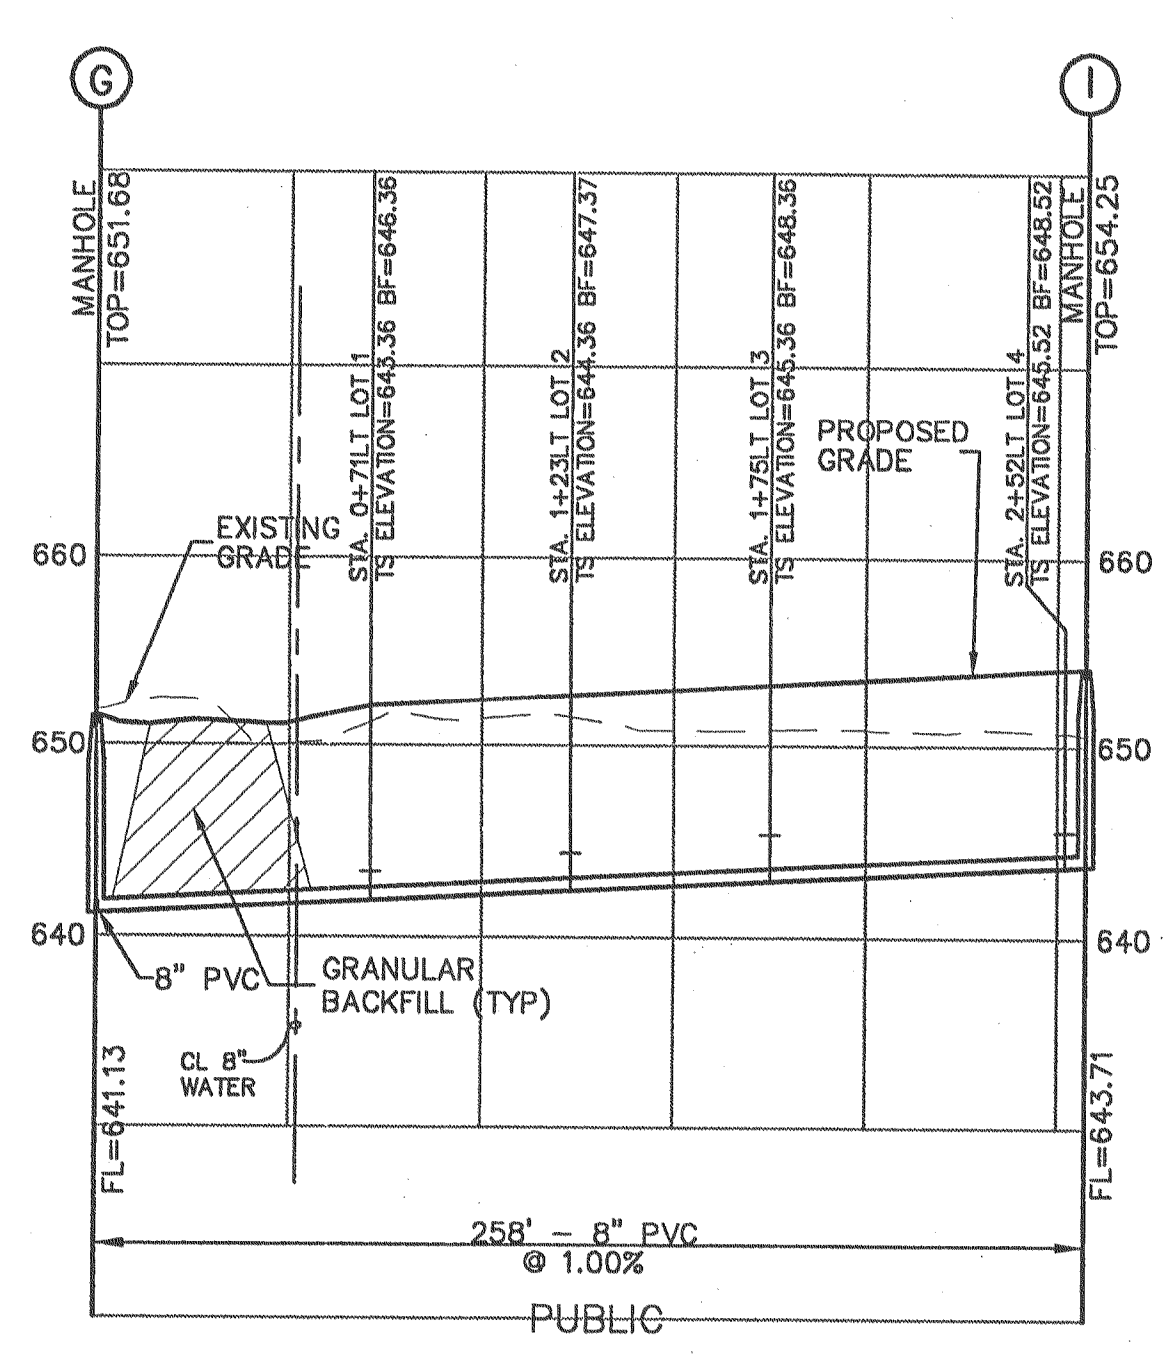 G
I
MANHOLE
TOP=651.68
STA. 0+71LT LOT 1
TS ELEVATION=643.36 BF=646.36
STA. 1+23LT LOT 2
TS ELEVATION=644.36 BF=647.37
STA. 1+75LT LOT 3
TS ELEVATION=645.36 BF=648.36
STA. 2+52LT LOT 4
TS ELEVATION=645.52 BF=648.52
MANHOLE
TOP=654.25
PROPOSED
GRADE
EXISTING
GRADE
660
660
650
650
640
640
8" PVC
GRANULAR
BACKFILL (TYP)
CL 8"
WATER
FL=641.13
FL=643.71
258' - 8" PVC
@ 1.00%
PUBLIC